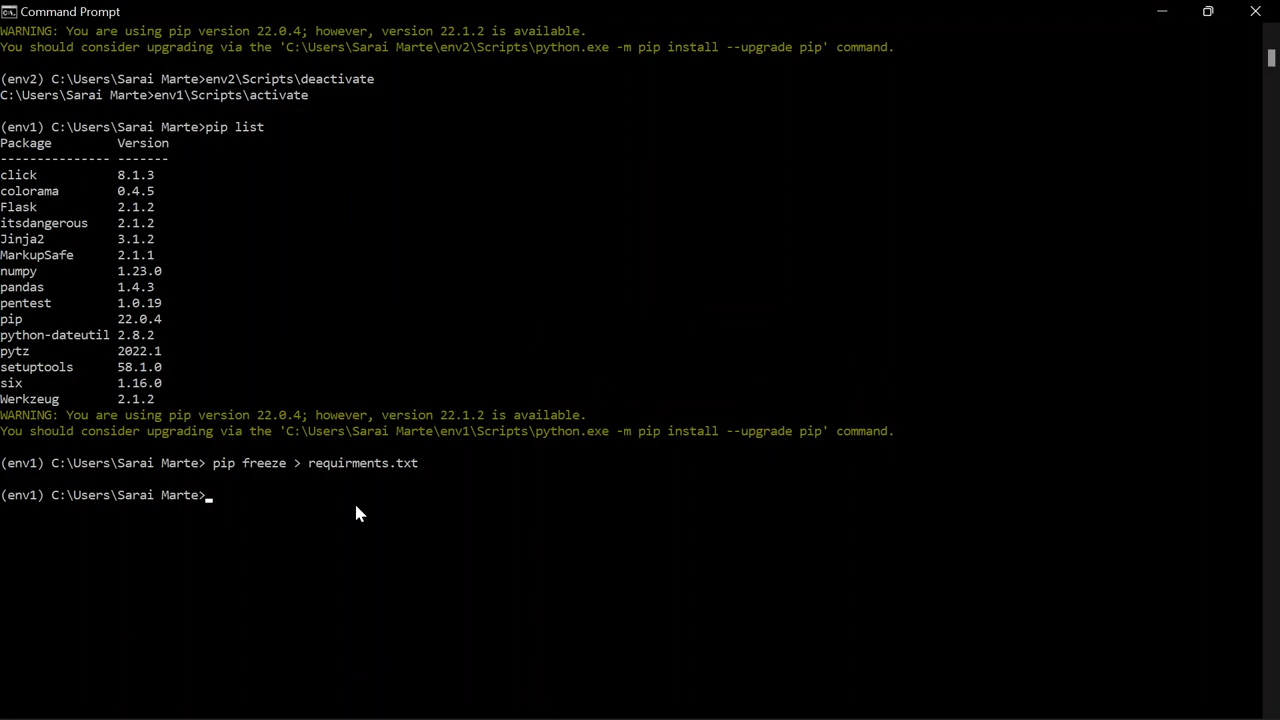 Command Prompt
WARNING: You are using pip version 22.0.4; however, version 22.1.2 is available.
You should consider upgrading via the 'C:\Users\Sarai Marte\env2\Scripts\python.exe -m pip install --upgrade pip' command.
(env2) C:\Users\Sarai Marte>env2\Scripts\deactivate
C:\Users\Sarai Marte>env1\Scripts\activate
(env1) C:\Users\Sarai Marte>pip list
Package Version
--------------- -------
click 8.1.3
colorama 0.4.5
Flask 2.1.2
itsdangerous 2.1.2
Jinja2 3.1.2
MarkupSafe 2.1.1
numpy 1.23.0
pandas 1.4.3
pentest 1.0.19
pip 22.0.4
python-dateutil 2.8.2
pytz 2022.1
setuptools 58.1.0
six 1.16.0
Werkzeug 2.1.2
WARNING: You are using pip version 22.0.4; however, version 22.1.2 is available.
You should consider upgrading via the 'C:\Users\Sarai Marte\env1\Scripts\python.exe -m pip install --upgrade pip' command.
(env1) C:\Users\Sarai Marte> pip freeze > requirments.txt
(env1) C:\Users\Sarai Marte>